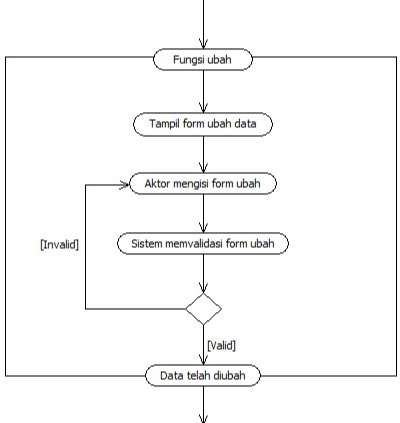 Fungsi ubah
Tampil form ubah data
Aktor mengisi form ubah
Sistem memvalidasi form ubah
[Invalid]
[Valid]
Data telah diubah